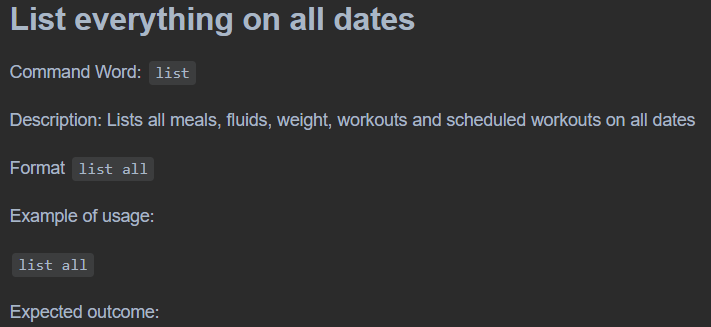 List everything on all dates
Command Word: list
Description: Lists all meals, fluids, weight, workouts and scheduled workouts on all dates
Format list all
Example of usage:
list all
Expected outcome: